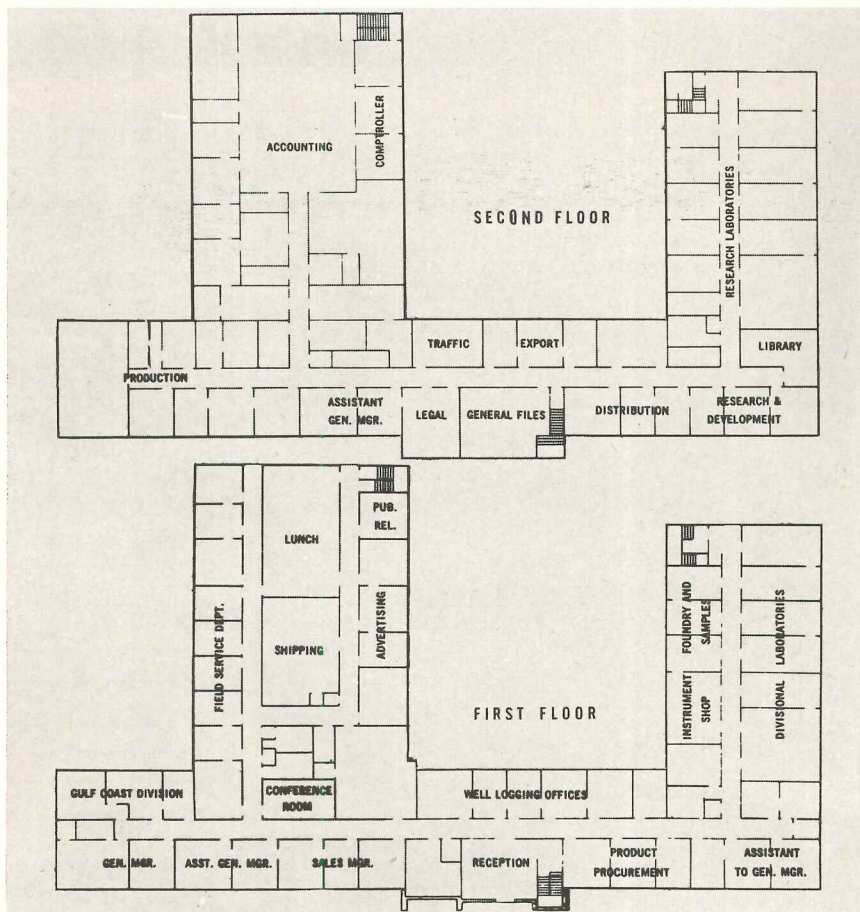 ACCOUNTING
COMPTROLLER
SECOND FLOOR
RESEARCH LABORATORIES
TRAFFIC
EXPORT
LIBRARY
PRODUCTION
ASSISTANT
GEN. MGR.
LEGAL
GENERAL FILES
DISTRIBUTION
RESEARCH &
DEVELOPMENT
PUB.
REL.
LUNCH
FIELD SERVICE DEPT.
SHIPPING
ADVERTISING
FOUNDRY AND
SAMPLES
INSTRUMENT
SHOP
DIVISIONAL LABORATORIES
FIRST FLOOR
GULF COAST DIVISION
CONFERENCE
ROOM
WELL LOGGING OFFICES
GEN. MGR.
ASST. GEN. MGR.
SALES MGR.
RECEPTION
PRODUCT
PROCUREMENT
ASSISTANT
TO GEN. MGR.